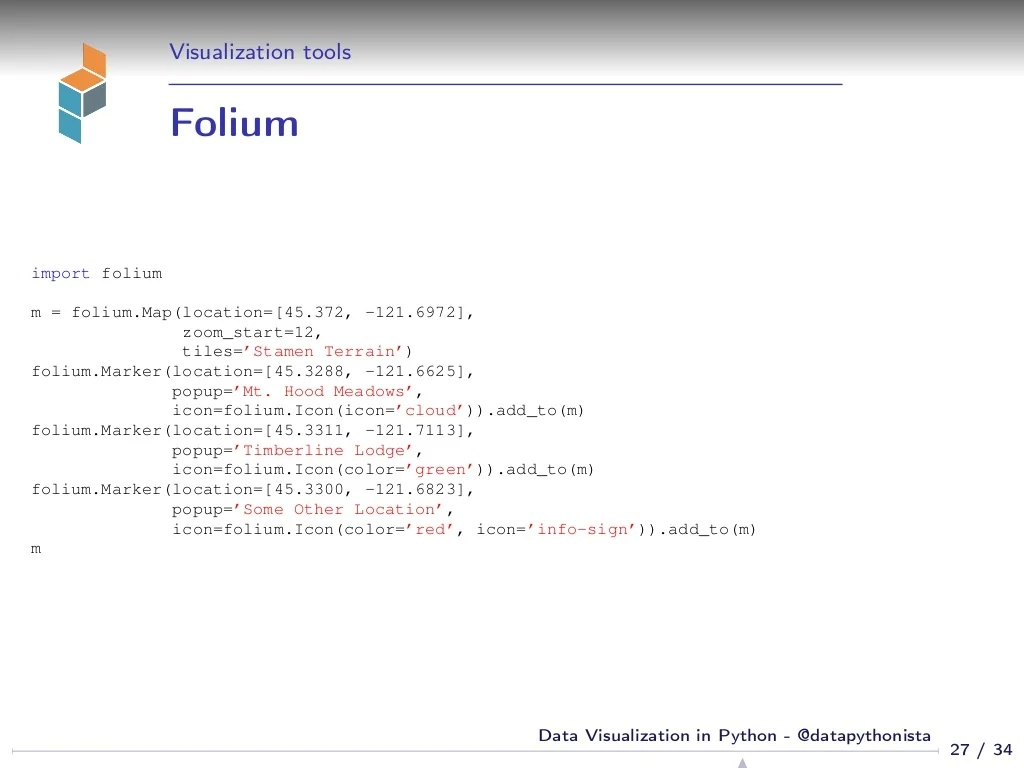 Visualization tools
Folium
import folium
m = folium.Map(location=[45.372, -121.6972],
zoom_start=12,
tiles='Stamen Terrain')
folium.Marker(location=[45.3288, -121.6625],
popup='Mt. Hood Meadows',
icon=folium.Icon(icon='cloud')).add_to(m)
folium.Marker(location=[45.3311, -121.7113],
popup='Timberline Lodge',
icon=folium.Icon(color='green')).add_to(m)
folium.Marker(location=[45.3300, -121.6823],
popup='Some Other Location',
icon=folium.Icon(color='red', icon='info-sign')).add_to(m)
m
Data Visualization in Python - @datapythonista
27 / 34